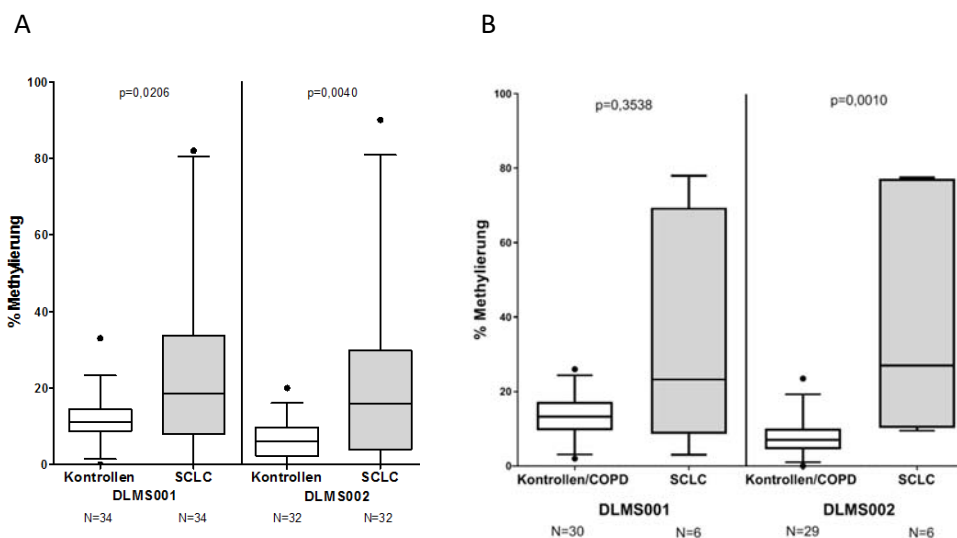 A
p=0,0206
p=0,0040
% Methylierung
100
80
60
40
20
0
Kontrollen SCLC Kontrollen SCLC
DLMS001 DLMS002
N=34 N=34 N=32 N=32
B
p=0,3538
p=0,0010
% Methylierung
100
80
60
40
20
0
Kontrollen/COPD SCLC Kontrollen/COPD SCLC
DLMS001 DLMS002
N=30 N=6 N=29 N=6